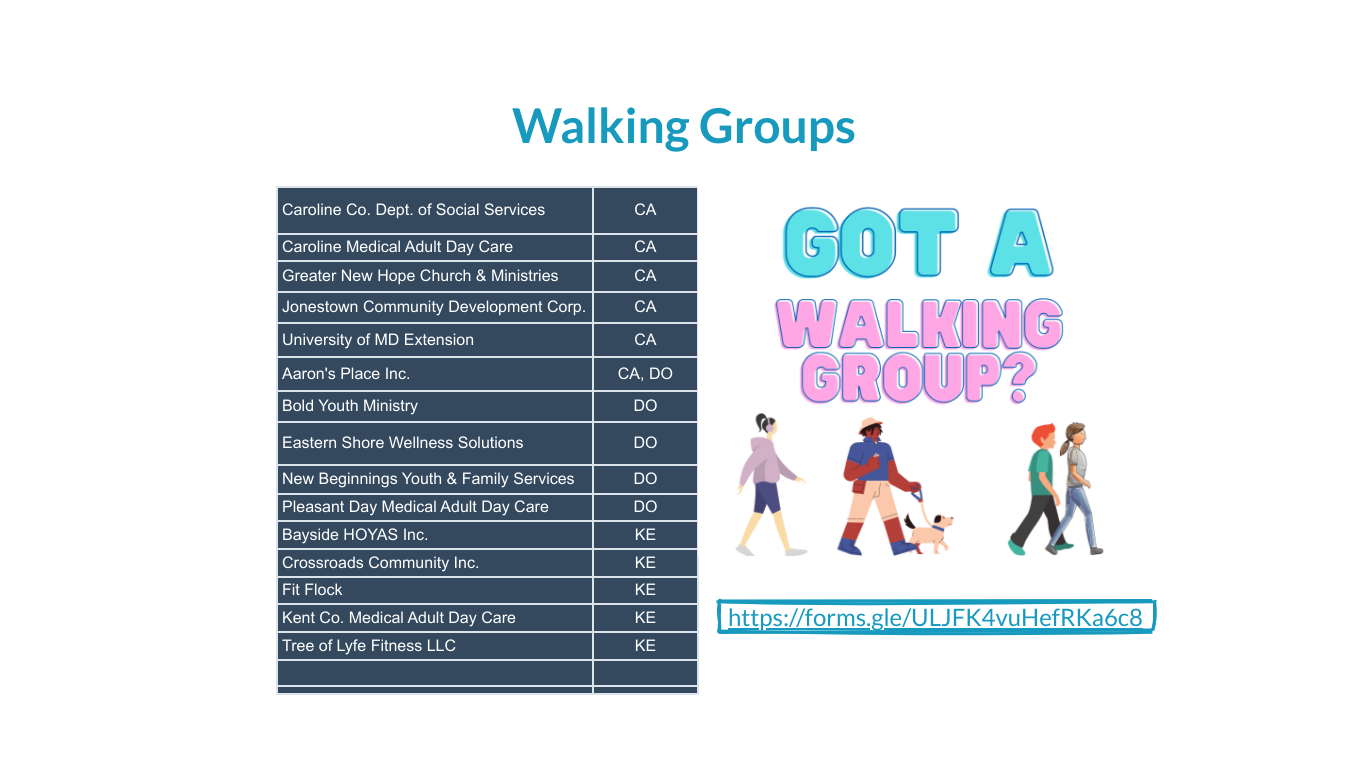 Walking Groups
Caroline Co. Dept. of Social Services CA
Caroline Medical Adult Day Care CA
Greater New Hope Church & Ministries CA
Jonestown Community Development Corp. CA
University of MD Extension CA
Aaron's Place Inc. CA, DO
Bold Youth Ministry DO
Eastern Shore Wellness Solutions DO
New Beginnings Youth & Family Services DO
Pleasant Day Medical Adult Day Care DO
Bayside HOYAS Inc. KE
Crossroads Community Inc. KE
Fit Flock KE
Kent Co. Medical Adult Day Care KE
Tree of Lyfe Fitness LLC KE
GOT A
WALKING
GROUP?
https://forms.gle/ULJFK4vuHefRKa6c8